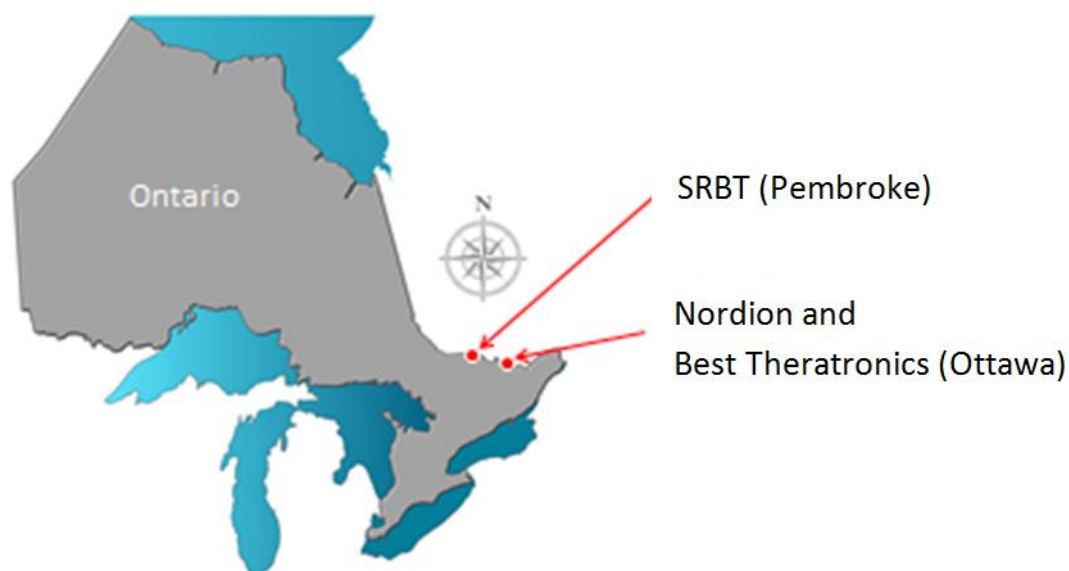 Ontario
N
SRBT (Pembroke)
Nordion and
Best Theratronics (Ottawa)